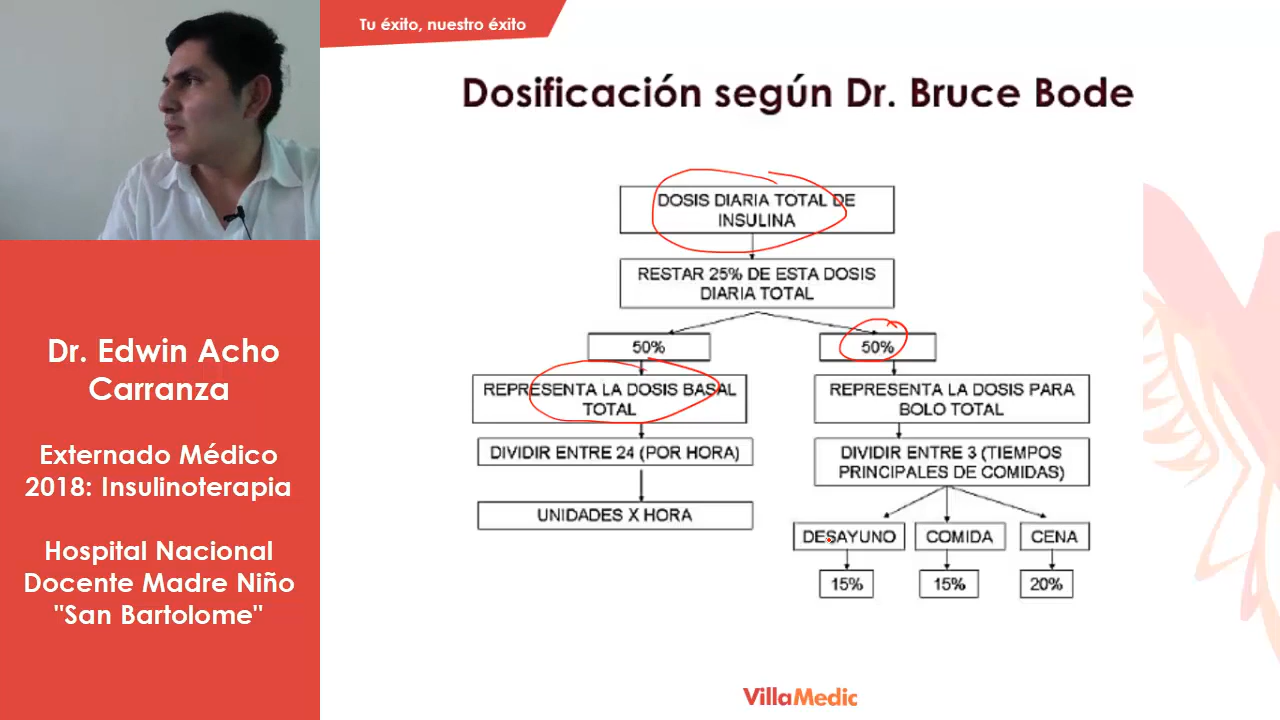 Tu éxito, nuestro éxito
Dosificación según Dr. Bruce Bode
DOSIS DIARIA TOTAL DE
INSULINA
RESTAR 25% DE ESTA DOSIS
DIARIA TOTAL
50%
50%
REPRESENTA LA DOSIS BASAL
TOTAL
REPRESENTA LA DOSIS PARA
BOLO TOTAL
DIVIDIR ENTRE 24 (POR HORA)
DIVIDIR ENTRE 3 (TIEMPOS
PRINCIPALES DE COMIDAS)
UNIDADES X HORA
DESAYUNO
COMIDA
CENA
15%
15%
20%
Dr. Edwin Acho
Carranza
Externado Médico
2018: Insulinoterapia
Hospital Nacional
Docente Madre Niño
"San Bartolome"
VillaMedic